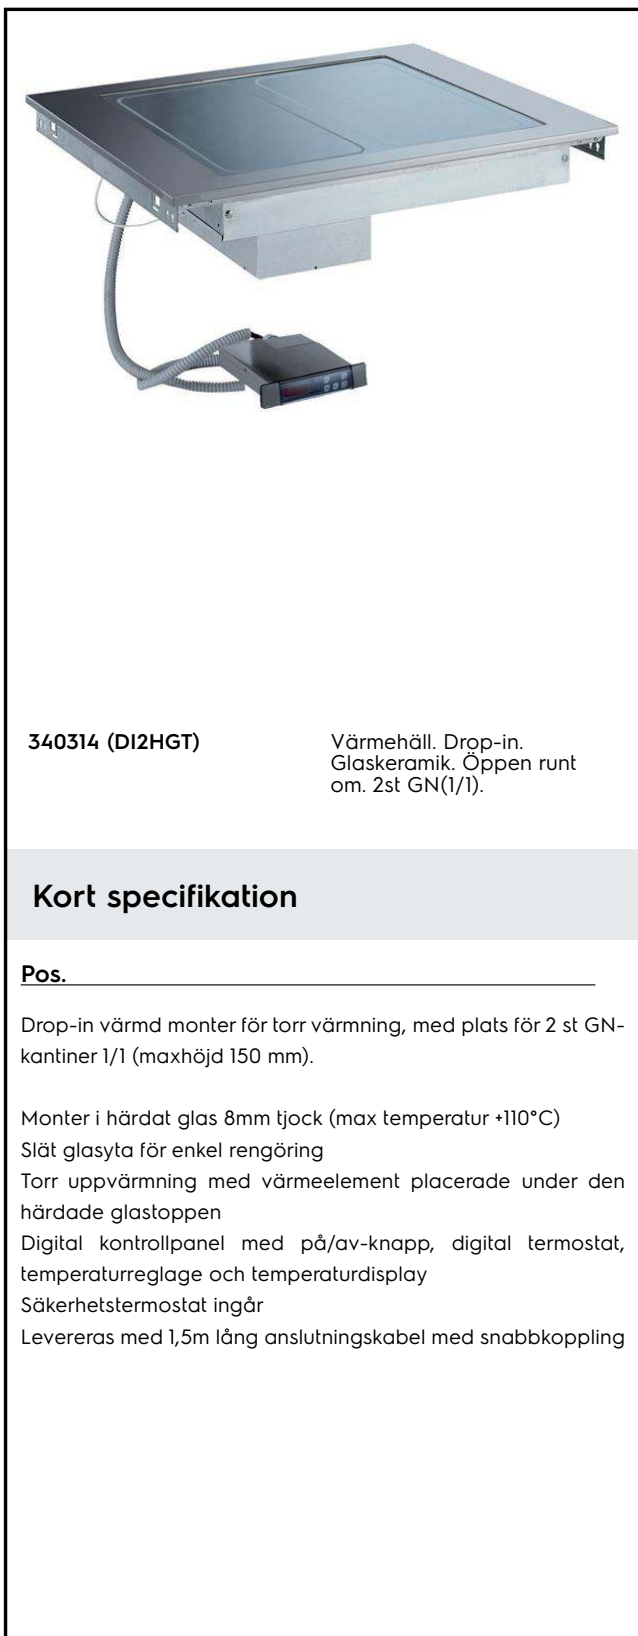 340314 (DI2HGT)
Värmehäll. Drop-in.
Glaskeramik. Öppen runt
om. 2st GN(1/1).
Kort specifikation
Pos.
Drop-in värmd monter för torr värmning, med plats för 2 st GN-
kantiner 1/1 (maxhöjd 150 mm).
Monter i härdat glas 8mm tjock (max temperatur +110°C)
Slät glasyta för enkel rengöring
Torr uppvärmning med värmeelement placerade under den
härdade glastoppen
Digital kontrollpanel med på/av-knapp, digital termostat,
temperaturreglage och temperaturdisplay
Säkerhetstermostat ingår
Levereras med 1,5m lång anslutningskabel med snabbkoppling